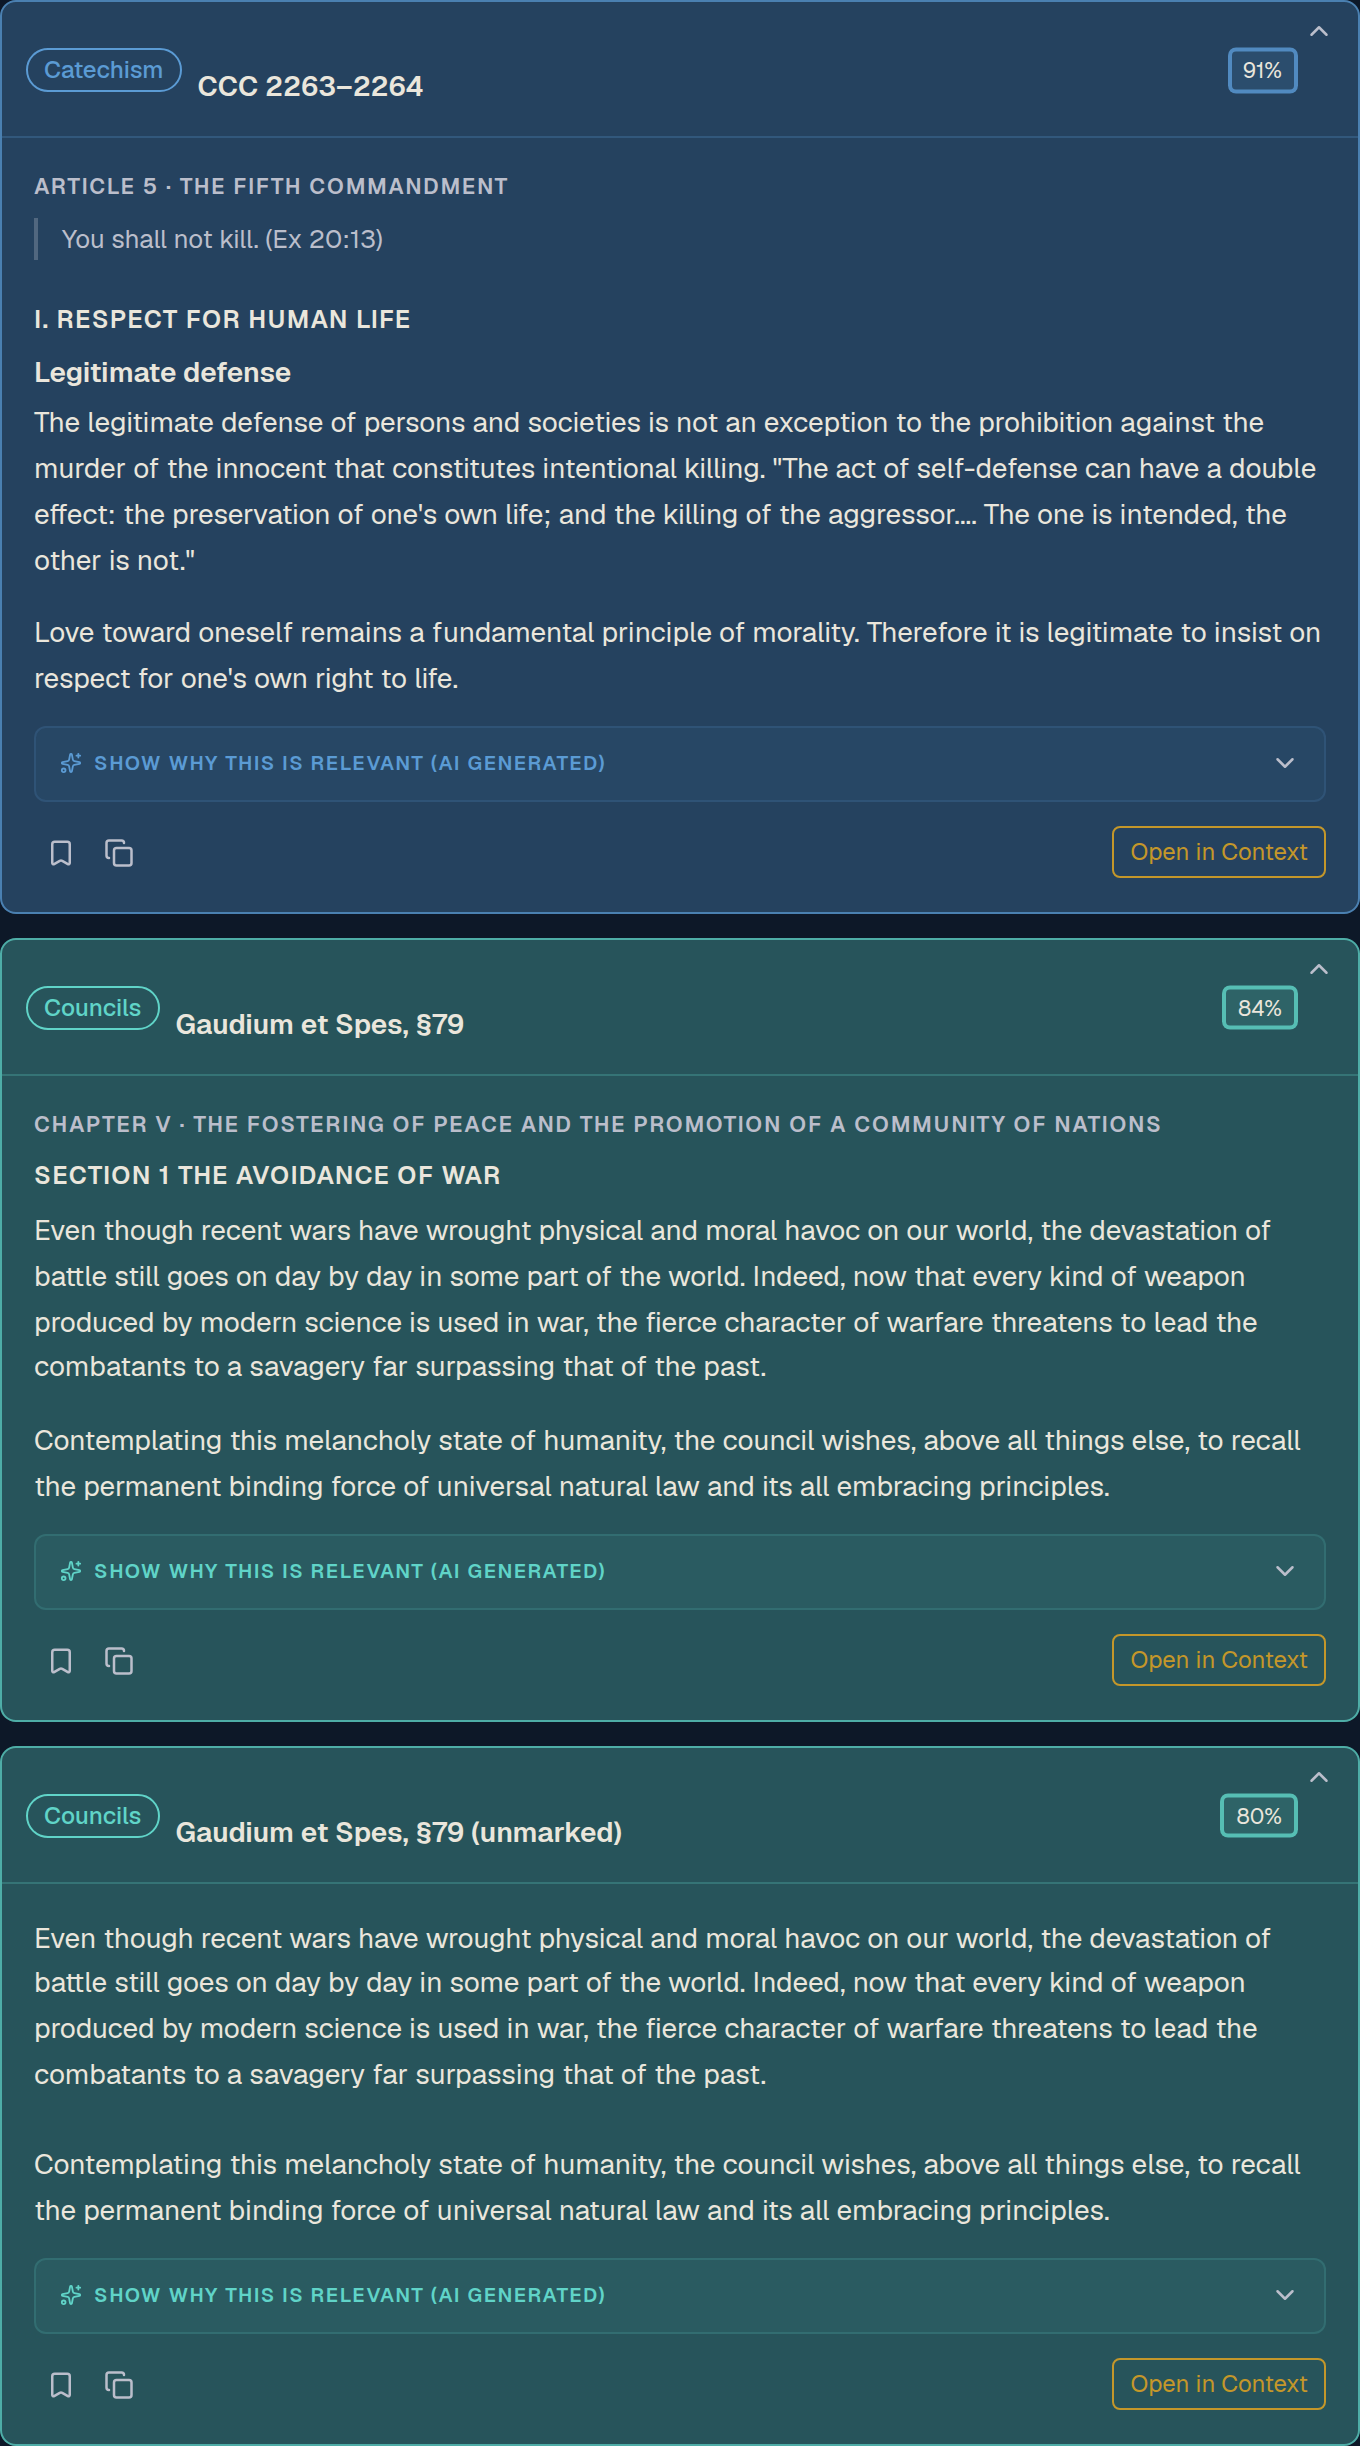 Catechism
CCC 2263–2264
91%
ARTICLE 5 · THE FIFTH COMMANDMENT
You shall not kill. (Ex 20:13)
I. RESPECT FOR HUMAN LIFE
Legitimate defense
The legitimate defense of persons and societies is not an exception to the prohibition against the
murder of the innocent that constitutes intentional killing. "The act of self-defense can have a double
effect: the preservation of one's own life; and the killing of the aggressor.... The one is intended, the
other is not."
Love toward oneself remains a fundamental principle of morality. Therefore it is legitimate to insist on
respect for one's own right to life.
SHOW WHY THIS IS RELEVANT (AI GENERATED)
Open in Context
Councils
Gaudium et Spes, §79
84%
CHAPTER V · THE FOSTERING OF PEACE AND THE PROMOTION OF A COMMUNITY OF NATIONS
SECTION 1 THE AVOIDANCE OF WAR
Even though recent wars have wrought physical and moral havoc on our world, the devastation of
battle still goes on day by day in some part of the world. Indeed, now that every kind of weapon
produced by modern science is used in war, the fierce character of warfare threatens to lead the
combatants to a savagery far surpassing that of the past.
Contemplating this melancholy state of humanity, the council wishes, above all things else, to recall
the permanent binding force of universal natural law and its all embracing principles.
SHOW WHY THIS IS RELEVANT (AI GENERATED)
Open in Context
Councils
Gaudium et Spes, §79 (unmarked)
80%
Even though recent wars have wrought physical and moral havoc on our world, the devastation of
battle still goes on day by day in some part of the world. Indeed, now that every kind of weapon
produced by modern science is used in war, the fierce character of warfare threatens to lead the
combatants to a savagery far surpassing that of the past.
Contemplating this melancholy state of humanity, the council wishes, above all things else, to recall
the permanent binding force of universal natural law and its all embracing principles.
SHOW WHY THIS IS RELEVANT (AI GENERATED)
Open in Context